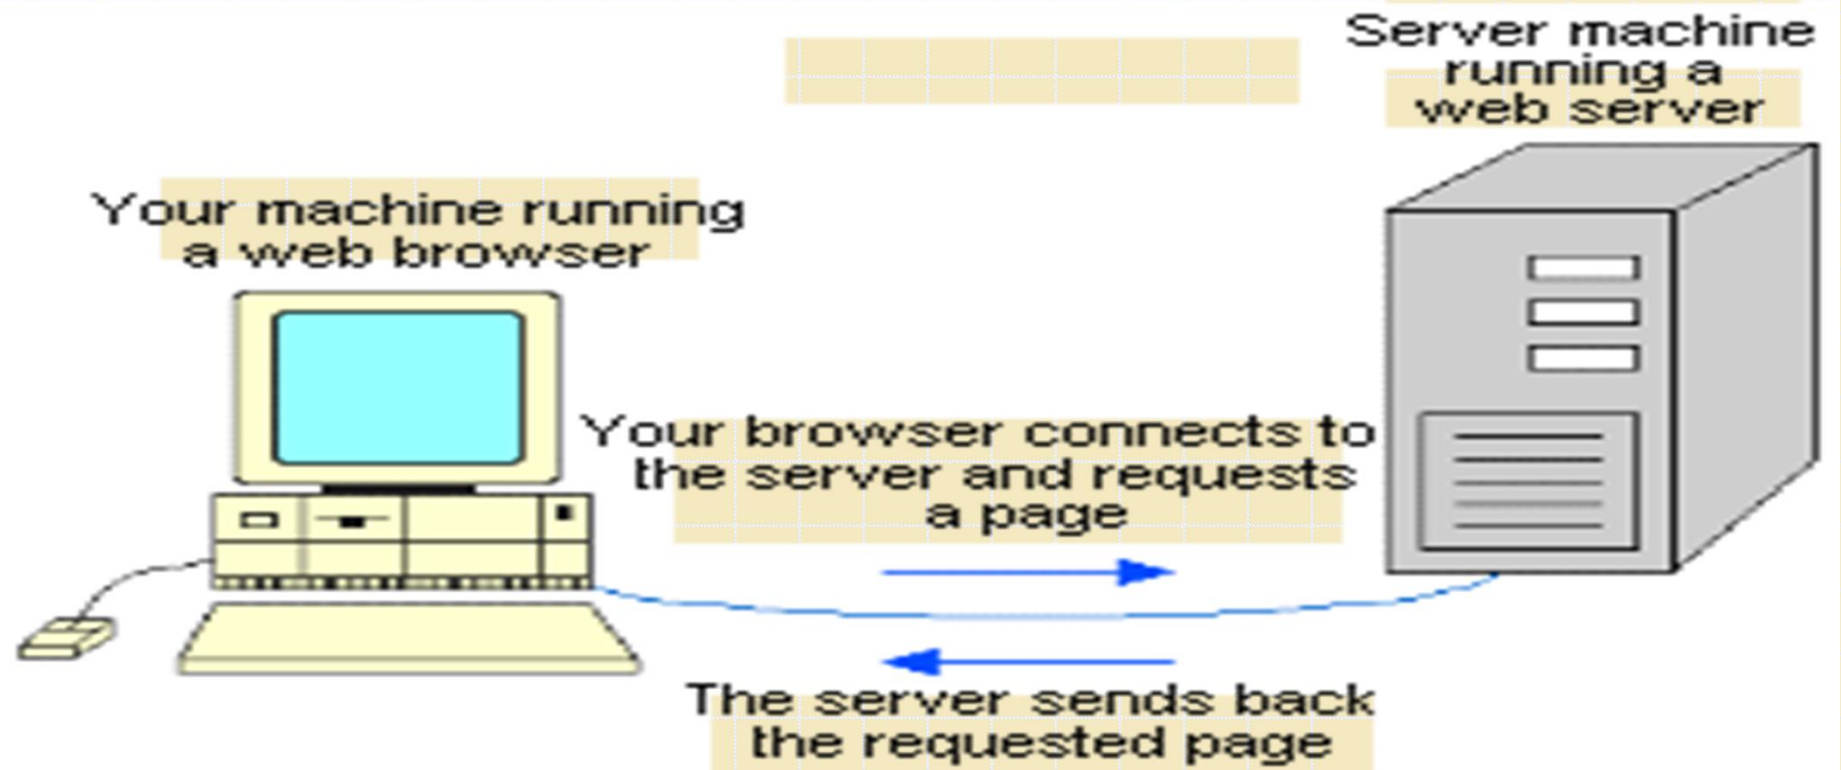 Server machine
running a
web server
Your machine running
a web browser
Your browser connects to
the server and requests
a page
The server sends back
the requested page